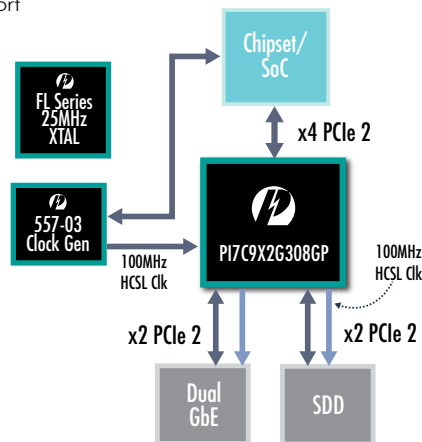 ort
Chipset/
SoC
FL Series
25MHz
XTAL
x4 PCIe 2
557-03
Clock Gen
PI7C9X2G308GP
100MHz
HCSL Clk
100MHz
HCSL Clk
x2 PCIe 2
x2 PCIe 2
Dual
GbE
SDD